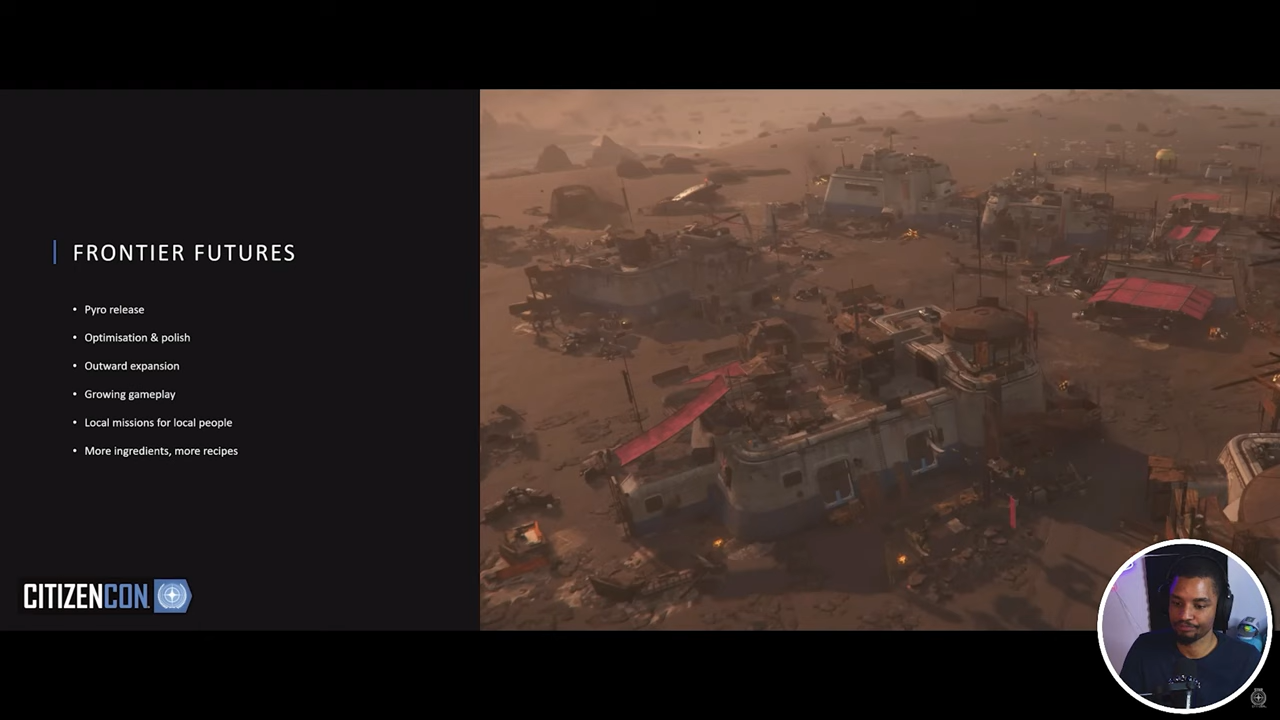 FRONTIER FUTURES
• Pyro release
• Optimisation & polish
• Outward expansion
• Growing gameplay
• Local missions for local people
• More ingredients, more recipes
CITIZENCON